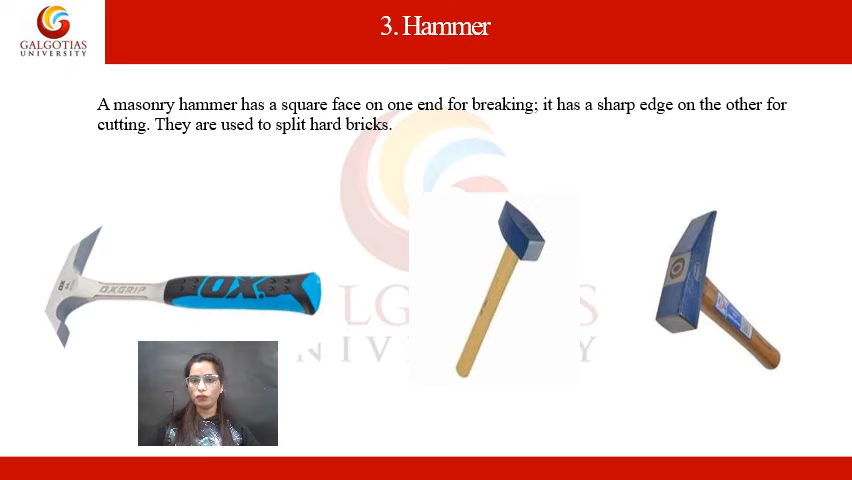 GALGOTIAS
UNIVERSITY
3. Hammer
A masonry hammer has a square face on one end for breaking; it has a sharp edge on the other for
cutting. They are used to split hard bricks.
OX
OXGRIP
OX